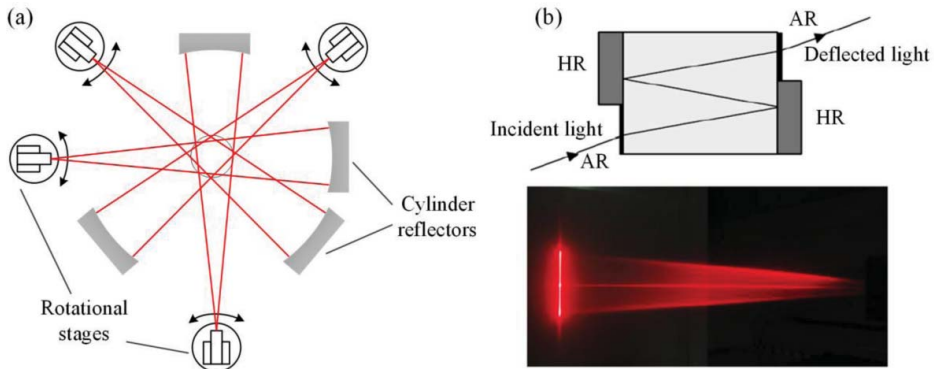 (a)
Cylinder
reflectors
Rotational
stages
(b)
AR
Deflected light
HR
HR
Incident light
AR